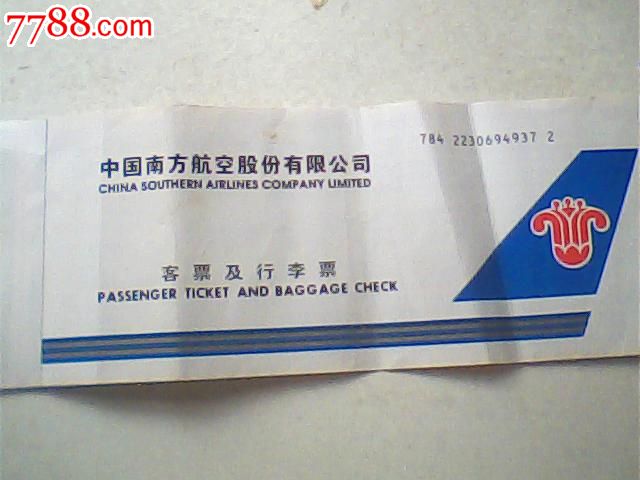 7788.com
784 2230694937 2
中国南方航空股份有限公司
CHINA SOUTHERN AIRLINES COMPANY LIMITED
客票及行李票
PASSENGER TICKET AND BAGGAGE CHECK